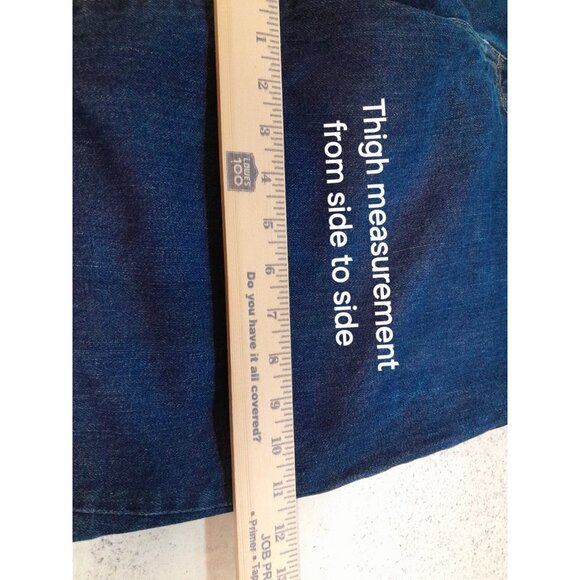 Thigh measurement
from side to side
1
2
3
4
5
6
7
8
9
10
11
12
LOWE'S
100
Do you have it all covered?
• Primer • Tap
JOB PR